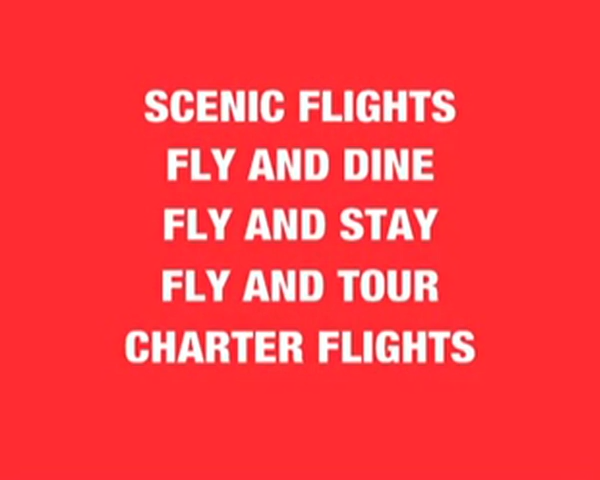 SCENIC FLIGHTS
FLY AND DINE
FLY AND STAY
FLY AND TOUR
CHARTER FLIGHTS